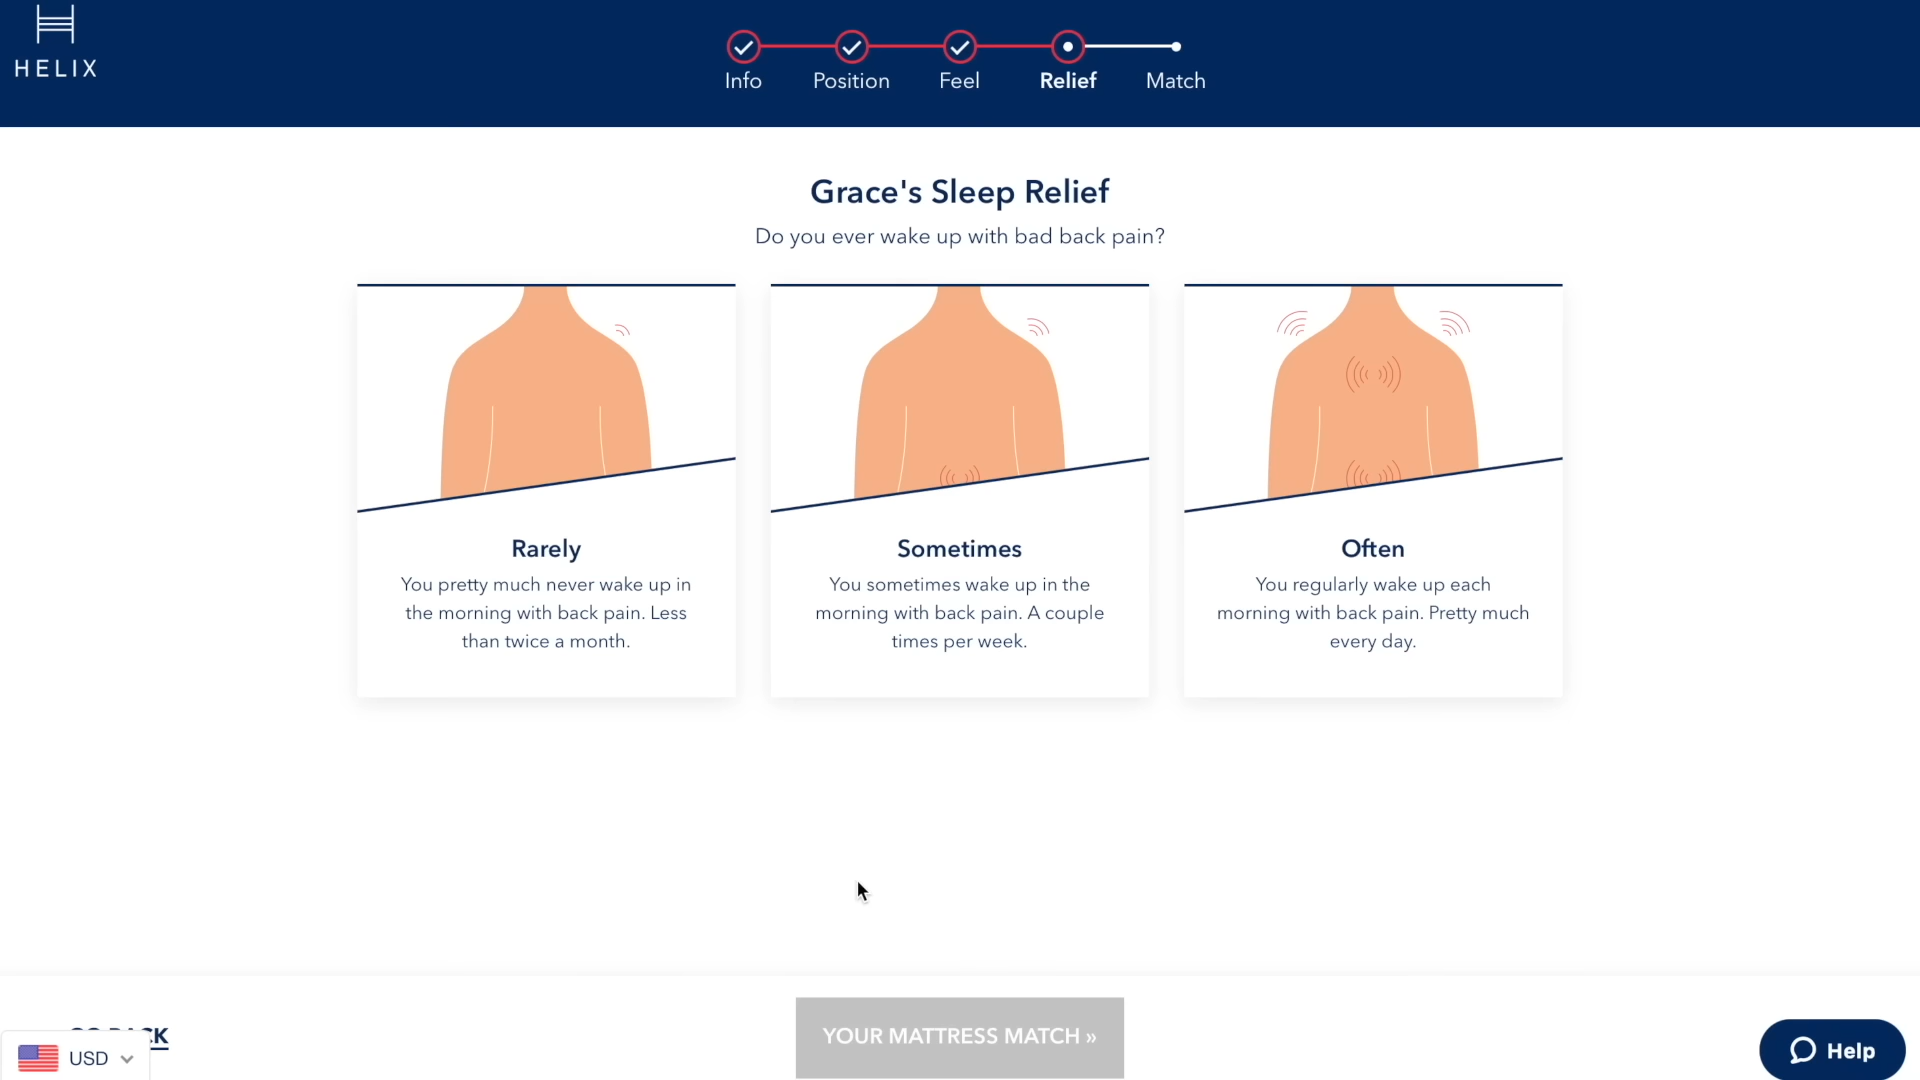 HELIX
Info Position Feel Relief Match
Grace's Sleep Relief
Do you ever wake up with bad back pain?
Rarely
You pretty much never wake up in
the morning with back pain. Less
than twice a month.
Sometimes
You sometimes wake up in the
morning with back pain. A couple
times per week.
Often
You regularly wake up each
morning with back pain. Pretty much
every day.
YOUR MATTRESS MATCH »
USD
Help